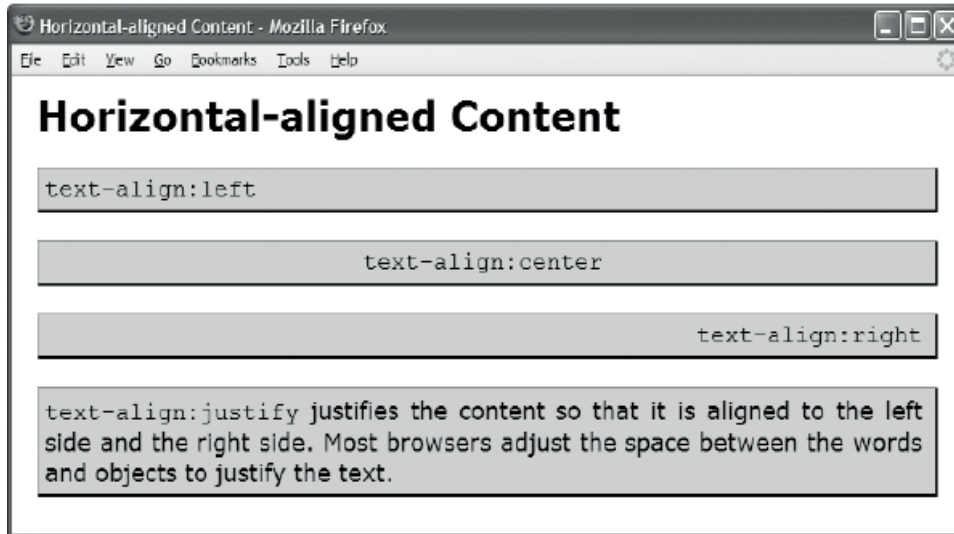 Horizontal-aligned Content - Mozilla Firefox
File Edit View Go Bookmarks Tools Help
Horizontal-aligned Content
text-align:left
text-align:center
text-align:right
text-align:justify justifies the content so that it is aligned to the left
side and the right side. Most browsers adjust the space between the words
and objects to justify the text.